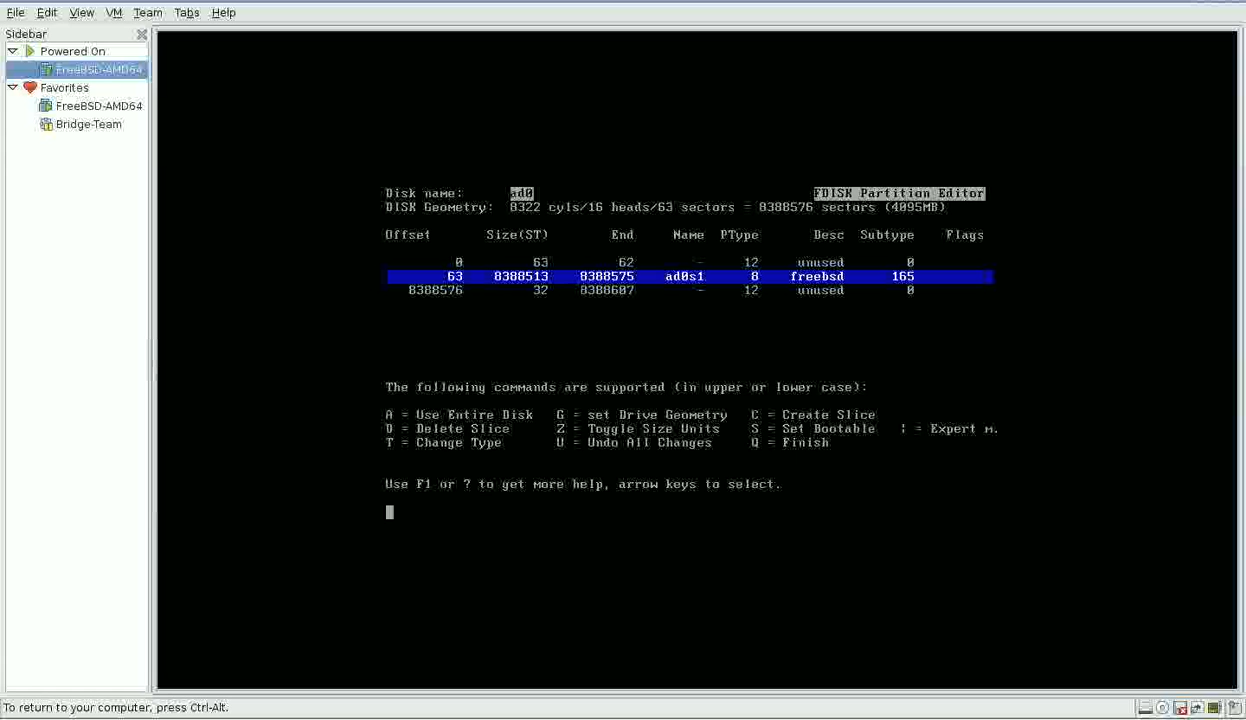 File Edit View VM Team Tabs Help
Sidebar
Powered On
FreeBSD-AMD64
Favorites
FreeBSD-AMD64
Bridge-Team
Disk name: ad0 FDISK Partition Editor
DISK Geometry: 8322 cyls/16 heads/63 sectors = 8388576 sectors (4095MB)
Offset Size(ST) End Name PType Desc Subtype Flags
0 63 62 - 12 unused 0
63 8388513 8388575 ad0s1 8 freebsd 165
8388576 32 8388607 - 12 unused 0
The following commands are supported (in upper or lower case):
A = Use Entire Disk G = set Drive Geometry C = Create Slice
D = Delete Slice Z = Toggle Size Units S = Set Bootable | = Expert m.
T = Change Type U = Undo All Changes Q = Finish
Use F1 or ? to get more help, arrow keys to select.
To return to your computer, press Ctrl-Alt.